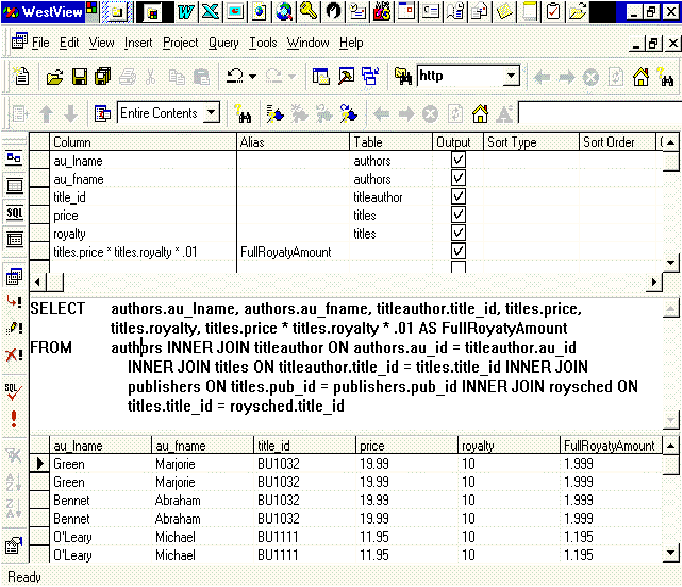 WestView
File Edit View Insert Project Query Tools Window Help
http
Entire Contents
Column Alias Table Output Sort Type Sort Order
au_lname authors
au_fname authors
title_id titleauthor
price titles
royalty titles
titles.price * titles.royalty * .01 FullRoyatyAmount
SELECT authors.au_lname, authors.au_fname, titleauthor.title_id, titles.price,
titles.royalty, titles.price * titles.royalty * .01 AS FullRoyatyAmount
FROM authors INNER JOIN titleauthor ON authors.au_id = titleauthor.au_id
INNER JOIN titles ON titleauthor.title_id = titles.title_id INNER JOIN
publishers ON titles.pub_id = publishers.pub_id INNER JOIN roysched ON
titles.title_id = roysched.title_id
SQL
SQL
au_lname au_fname title_id price royalty FullRoyatyAmount
Green Marjorie BU1032 19.99 10 1.999
Green Marjorie BU1032 19.99 10 1.999
Bennet Abraham BU1032 19.99 10 1.999
Bennet Abraham BU1032 19.99 10 1.999
O'Leary Michael BU1111 11.95 10 1.195
O'Leary Michael BU1111 11.95 10 1.195
Ready